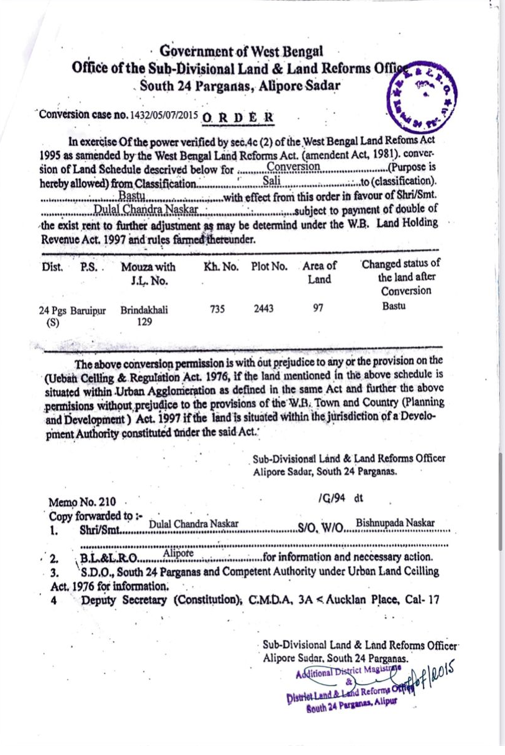 Government of West Bengal
Office of the Sub-Divisional Land & Land Reforms Office
South 24 Parganas, Alipore Sadar
Conversion case no. 1432/05/07/2015 O R D E R
In exercise Of the power verified by sec.4c (2) of the West Bengal Land Refoms Act
1995 as samended by the West Bengal Land Reforms Act. (amendent Act, 1981). conver-
sion of Land Schedule descrived below for ........Conversion........(Purpose is
hereby allowed) from Classification........Sali........to (classification).
........Bastu........with effect from this order in favour of Shri/Smt.
........Dulal Chandra Naskar........subject to payment of double of
the exist rent to further adjustment as may be determind under the W.B. Land Holding
Revenue Act. 1997 and rules farmed thereunder.
Dist. P.S. Mouza with J.L. No. Kh. No. Plot No. Area of Land Changed status of the land after Conversion
24 Pgs (S) Baruipur Brindakhali 129 735 2443 97 Bastu
The above conversion permission is with out prejudice to any or the provision on the
(Ueban Ceiling & Regulation Act. 1976, if the land mentioned in the above schedule is
situated within Urban Agglomeration as defined in the same Act and further the above
permisions without prejudice to the provisions of the W.B. Town and Country (Planning
and Development ) Act. 1997 if the land is situated within the jurisdiction of a Develo-
pment Authority constituted under the said Act.
Sub-Divisional Land & Land Reforms Officer
Alipore Sadar, South 24 Parganas.
Memo No. 210 /G/94 dt
Copy forwarded to :-
1. Shri/Smt....Dulal Chandra Naskar........S/O, W/O....Bishnupada Naskar....
2. B.L.&L.R.O........Alipore........for information and neccessary action.
3. S.D.O., South 24 Parganas and Competent Authority under Urban Land Ceilling
Act. 1976 for information.
4 Deputy Secretary (Constitution), C.M.D.A, 3A < Aucklan Place, Cal- 17
Sub-Divisional Land & Land Reforms Officer
Alipore Sudar, South 24 Parganas.
Additional District Magistrate
&
District Land & Land Reforms Officer
South 24 Parganas, Alipur